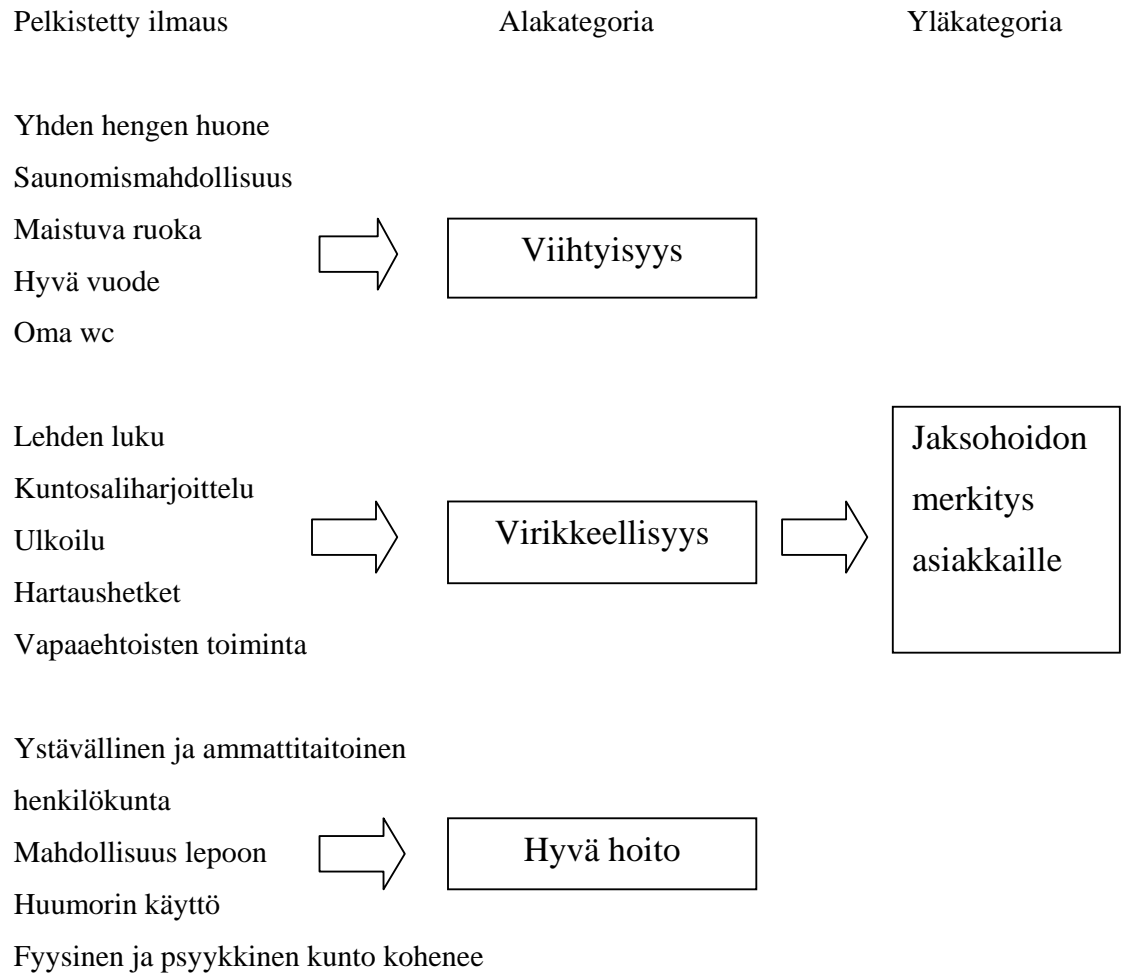 Pelkistetty ilmaus Alakategoria Yläkategoria
Yhden hengen huone
Saunomismahdollisuus
Maistuva ruoka
Hyvä vuode
Oma wc
Viihtyisyys
Lehden luku
Kuntosaliharjoittelu
Ulkoilu
Hartaushetket
Vapaaehtoisten toiminta
Virikkeellisyys
Jaksohoidon
merkitys
asiakkaille
Ystävällinen ja ammattitaitoinen
henkilökunta
Mahdollisuus lepoon
Huumorin käyttö
Fyysinen ja psyykkinen kunto kohenee
Hyvä hoito